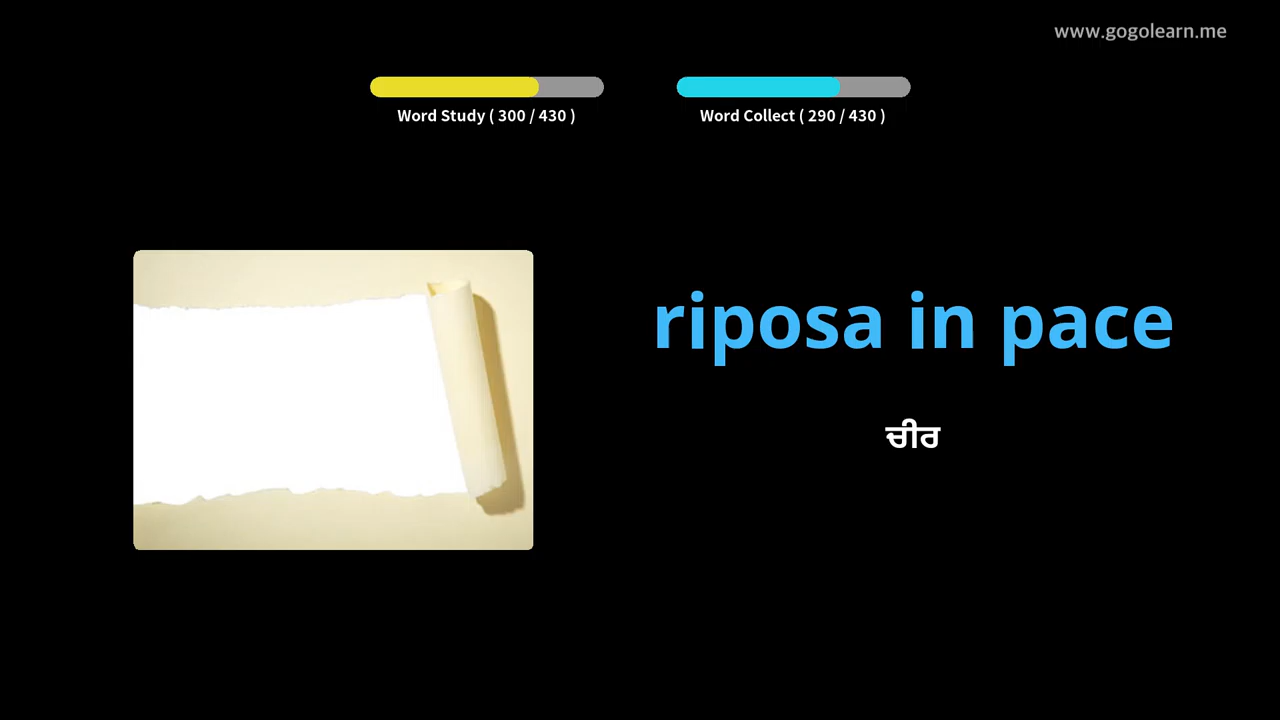 www.gogolearn.me
Word Study ( 300 / 430 )
Word Collect ( 290 / 430 )
riposa in pace
ਚੀਰ